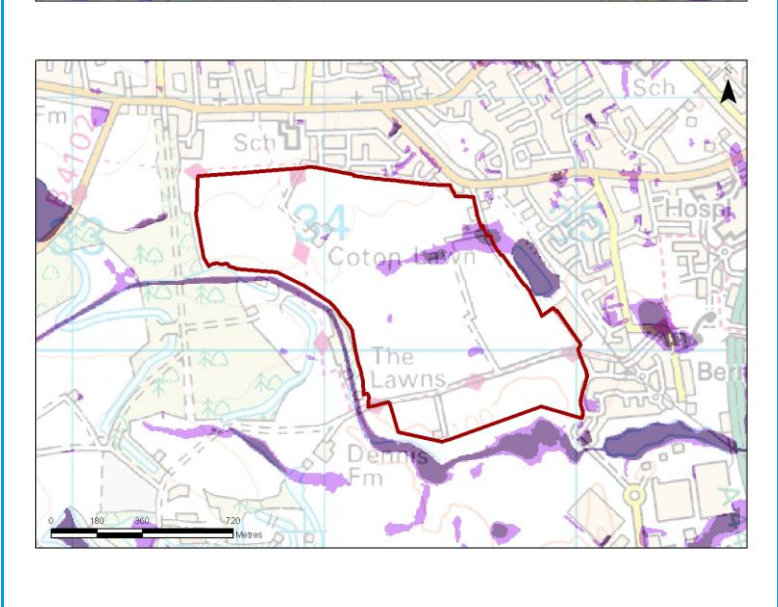 Sch
Fm
B4102
Sch
33
34
35
Hospl
Coton Lawn
The
Lawns
Berm
Dennis
Fm
0 180 360 720
Metres